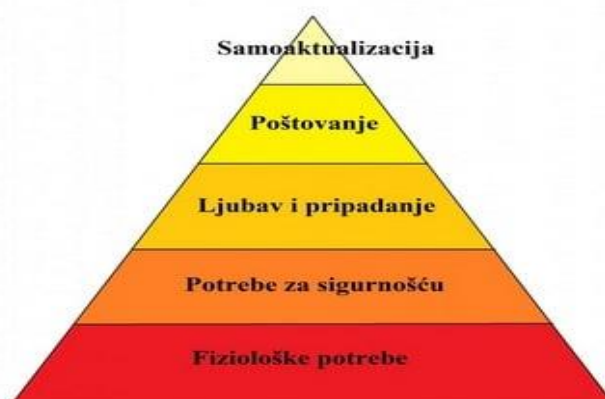 Samoaktualizacija
Poštovanje
Ljubav i pripadanje
Potrebe za sigurnošću
Fiziološke potrebe